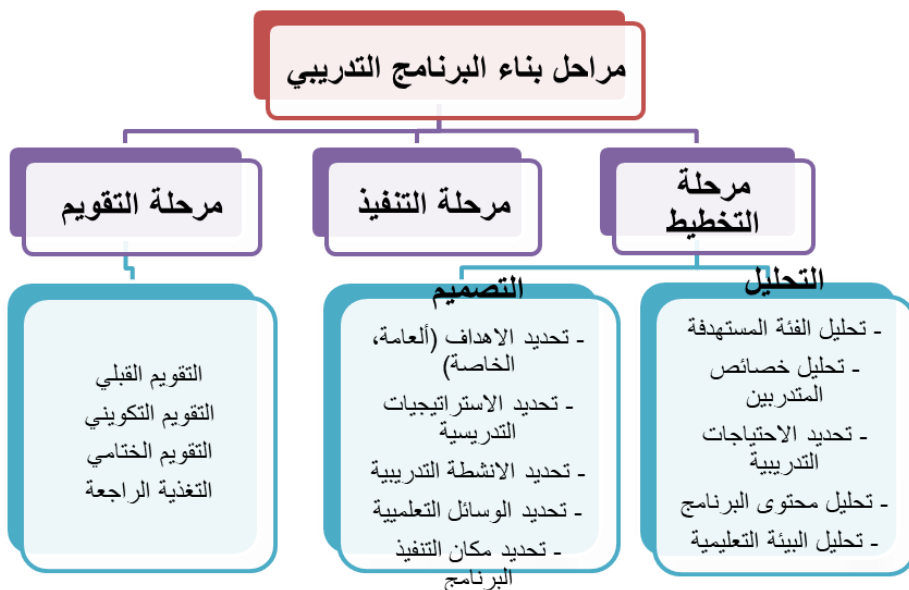 مراحل بناء البرنامج التدريبي
مرحلة
التخطيط
مرحلة التنفيذ
مرحلة التقويم
التحليل
- تحليل الفئة المستهدفة
- تحليل خصائص
المتدربين
- تحديد الاحتياجات
التدريبية
- تحليل محتوى البرنامج
- تحليل البيئة التعليمية
التصميم
- تحديد الاهداف (ألعامة،
الخاصة)
- تحديد الاستراتيجيات
التدريسية
- تحديد الانشطة التدريبية
- تحديد الوسائل التعلميية
- تحديد مكان التنفيذ
البرنامج
التقويم القبلي
التقويم التكويني
التقويم الختامي
التغذية الراجعة